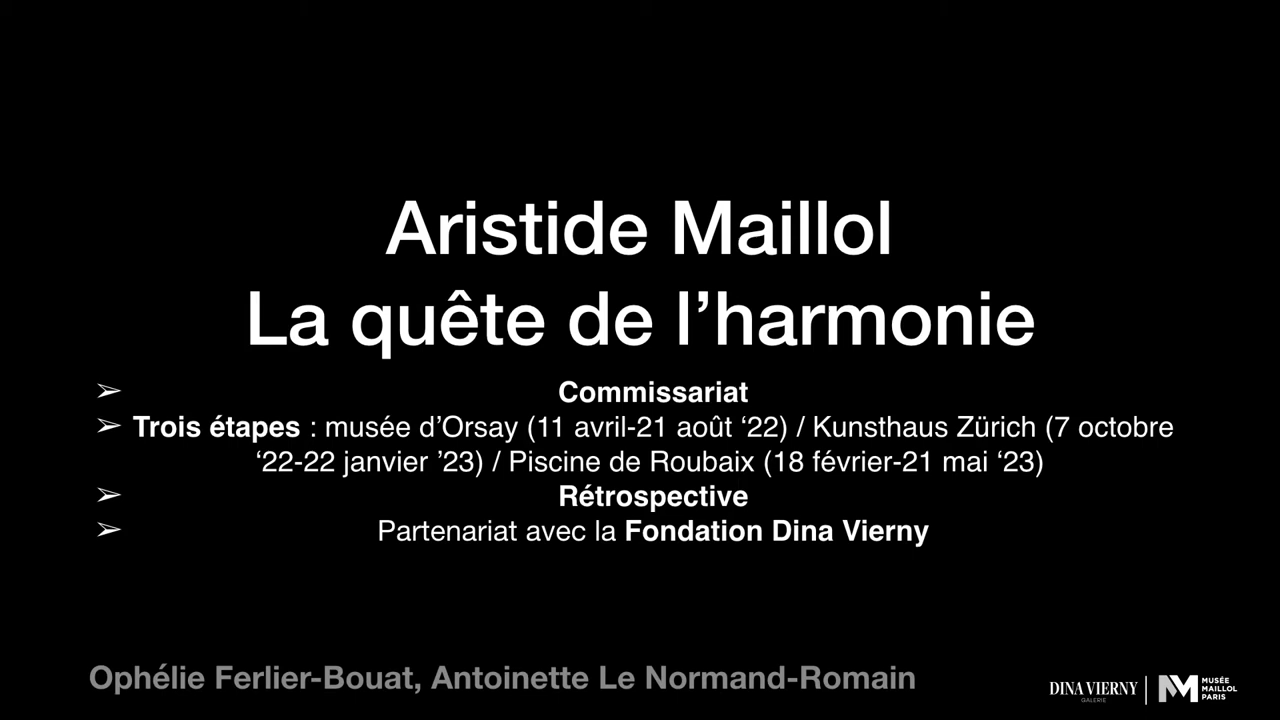 Aristide Maillol
La quête de l’harmonie
➢ Commissariat
➢ Trois étapes : musée d’Orsay (11 avril-21 août ‘22) / Kunsthaus Zürich (7 octobre
‘22-22 janvier ’23) / Piscine de Roubaix (18 février-21 mai ‘23)
➢ Rétrospective
➢ Partenariat avec la Fondation Dina Vierny
Ophélie Ferlier-Bouat, Antoinette Le Normand-Romain
DINA VIERNY
GALERIE
MUSÉE
MAILLOL
PARIS